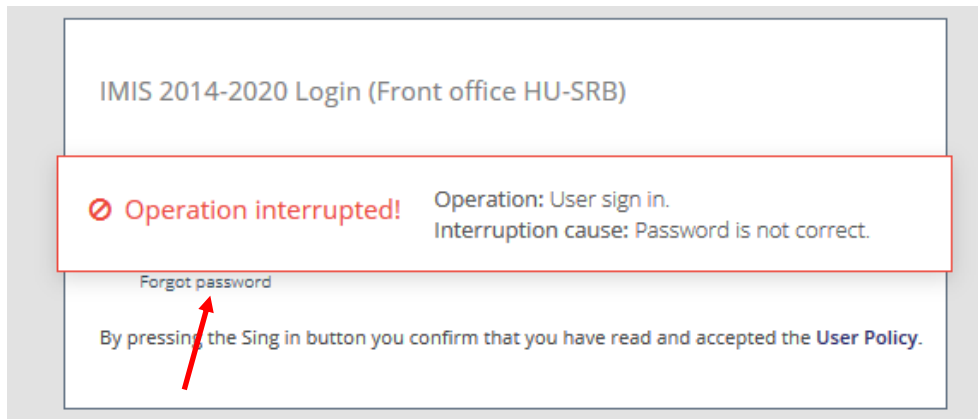 IMIS 2014-2020 Login (Front office HU-SRB)
Operation interrupted!
Operation: User sign in.
Interruption cause: Password is not correct.
Forgot password
By pressing the Sing in button you confirm that you have read and accepted the User Policy.